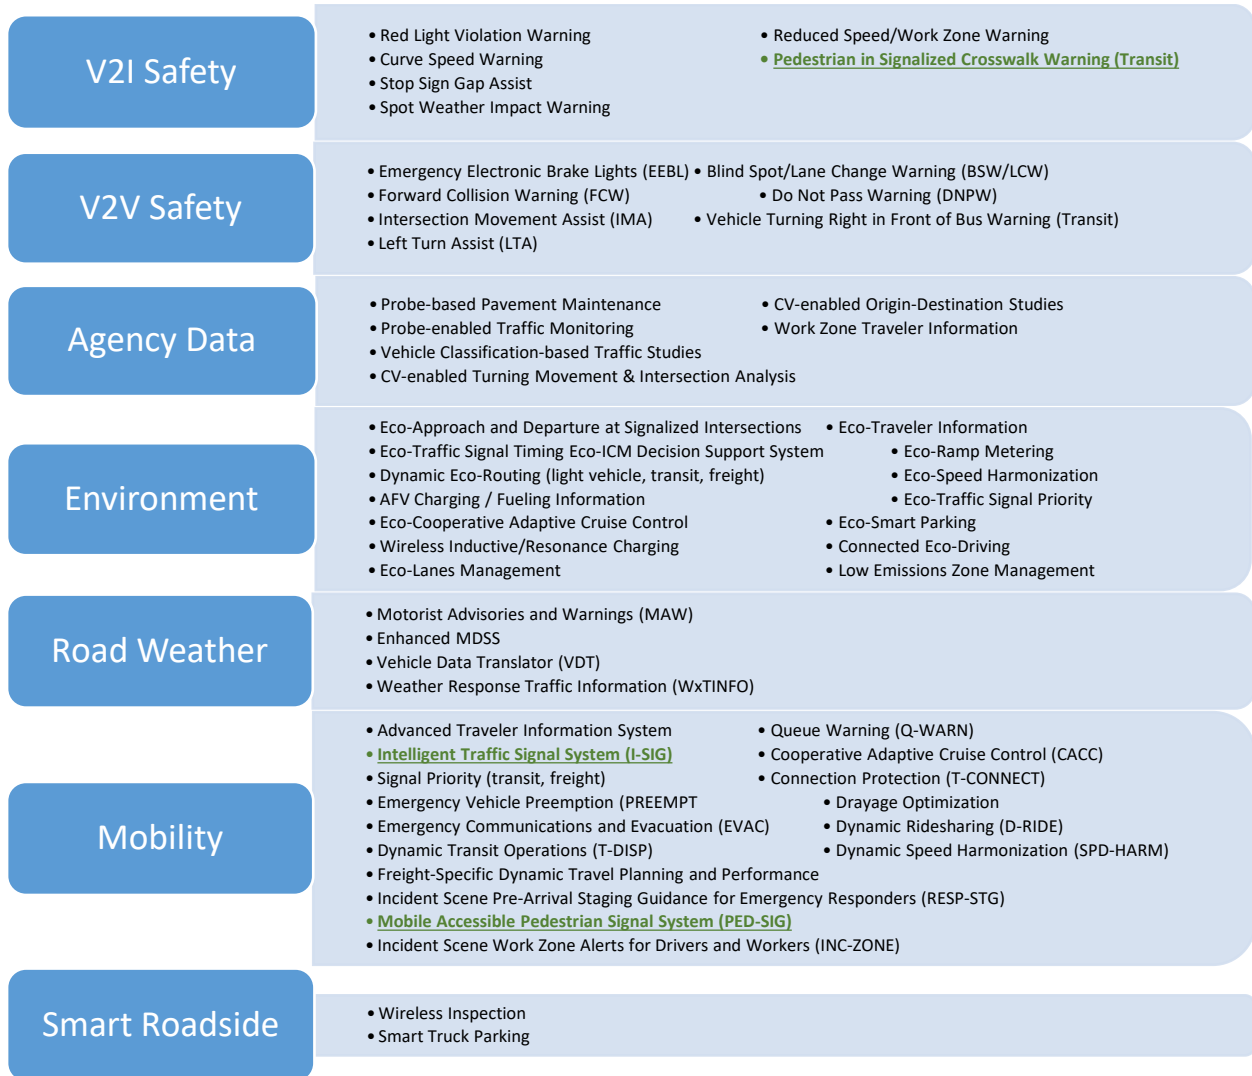 V2I Safety
• Red Light Violation Warning
• Curve Speed Warning
• Stop Sign Gap Assist
• Spot Weather Impact Warning
• Reduced Speed/Work Zone Warning
• Pedestrian in Signalized Crosswalk Warning (Transit)
V2V Safety
• Emergency Electronic Brake Lights (EEBL) • Blind Spot/Lane Change Warning (BSW/LCW)
• Forward Collision Warning (FCW) • Do Not Pass Warning (DNPW)
• Intersection Movement Assist (IMA) • Vehicle Turning Right in Front of Bus Warning (Transit)
• Left Turn Assist (LTA)
Agency Data
• Probe-based Pavement Maintenance • CV-enabled Origin-Destination Studies
• Probe-enabled Traffic Monitoring • Work Zone Traveler Information
• Vehicle Classification-based Traffic Studies
• CV-enabled Turning Movement & Intersection Analysis
Environment
• Eco-Approach and Departure at Signalized Intersections • Eco-Traveler Information
• Eco-Traffic Signal Timing Eco-ICM Decision Support System • Eco-Ramp Metering
• Dynamic Eco-Routing (light vehicle, transit, freight) • Eco-Speed Harmonization
• AFV Charging / Fueling Information • Eco-Traffic Signal Priority
• Eco-Cooperative Adaptive Cruise Control • Eco-Smart Parking
• Wireless Inductive/Resonance Charging • Connected Eco-Driving
• Eco-Lanes Management • Low Emissions Zone Management
Road Weather
• Motorist Advisories and Warnings (MAW)
• Enhanced MDSS
• Vehicle Data Translator (VDT)
• Weather Response Traffic Information (WxTINFO)
Mobility
• Advanced Traveler Information System • Queue Warning (Q-WARN)
• Intelligent Traffic Signal System (I-SIG) • Cooperative Adaptive Cruise Control (CACC)
• Signal Priority (transit, freight) • Connection Protection (T-CONNECT)
• Emergency Vehicle Preemption (PREEMPT • Drayage Optimization
• Emergency Communications and Evacuation (EVAC) • Dynamic Ridesharing (D-RIDE)
• Dynamic Transit Operations (T-DISP) • Dynamic Speed Harmonization (SPD-HARM)
• Freight-Specific Dynamic Travel Planning and Performance
• Incident Scene Pre-Arrival Staging Guidance for Emergency Responders (RESP-STG)
• Mobile Accessible Pedestrian Signal System (PED-SIG)
• Incident Scene Work Zone Alerts for Drivers and Workers (INC-ZONE)
Smart Roadside
• Wireless Inspection
• Smart Truck Parking